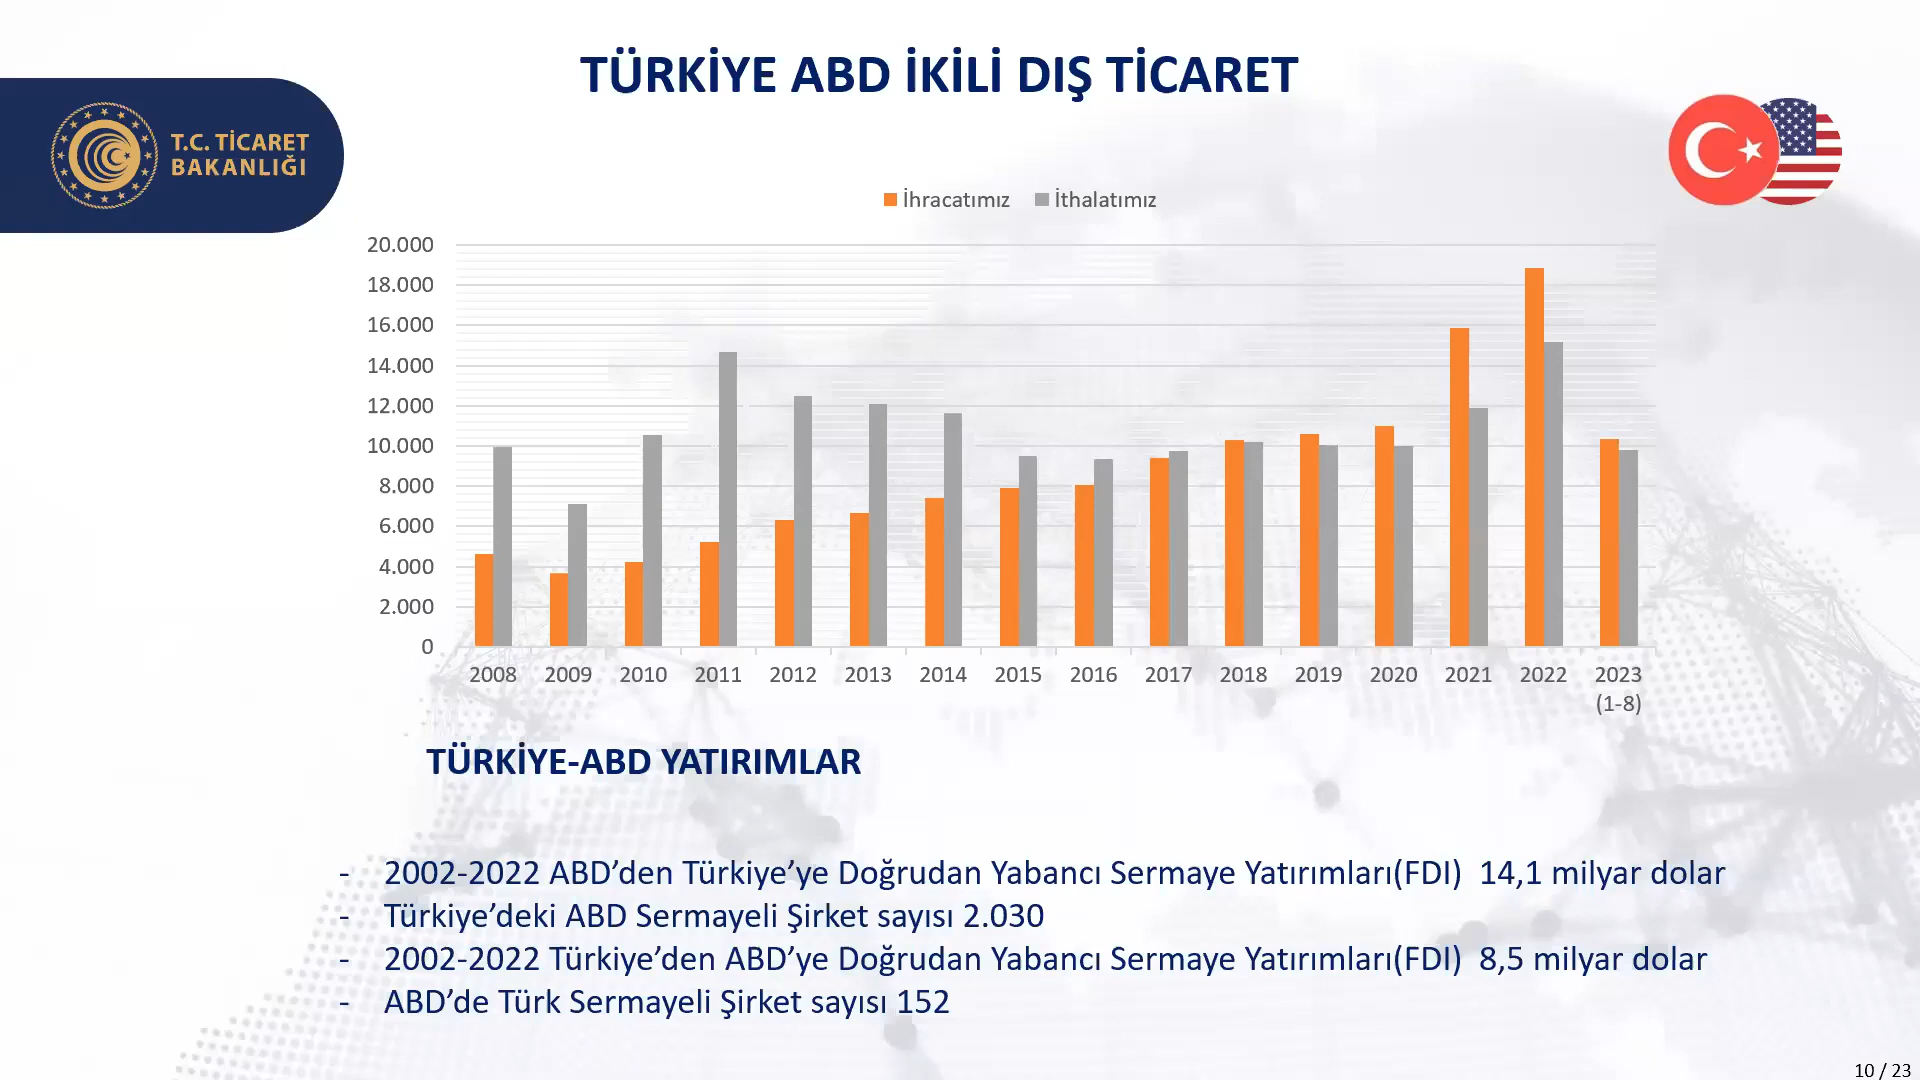 TÜRKİYE ABD İKİLİ DIŞ TİCARET
T.C. TİCARET
BAKANLIĞI
İhracatımız İthalatımız
20.000
18.000
16.000
14.000
12.000
10.000
8.000
6.000
4.000
2.000
0
2008 2009 2010 2011 2012 2013 2014 2015 2016 2017 2018 2019 2020 2021 2022 2023
(1-8)
TÜRKİYE-ABD YATIRIMLAR
- 2002-2022 ABD’den Türkiye’ye Doğrudan Yabancı Sermaye Yatırımları(FDI) 14,1 milyar dolar
- Türkiye’deki ABD Sermayeli Şirket sayısı 2.030
- 2002-2022 Türkiye’den ABD’ye Doğrudan Yabancı Sermaye Yatırımları(FDI) 8,5 milyar dolar
- ABD’de Türk Sermayeli Şirket sayısı 152
10 / 23